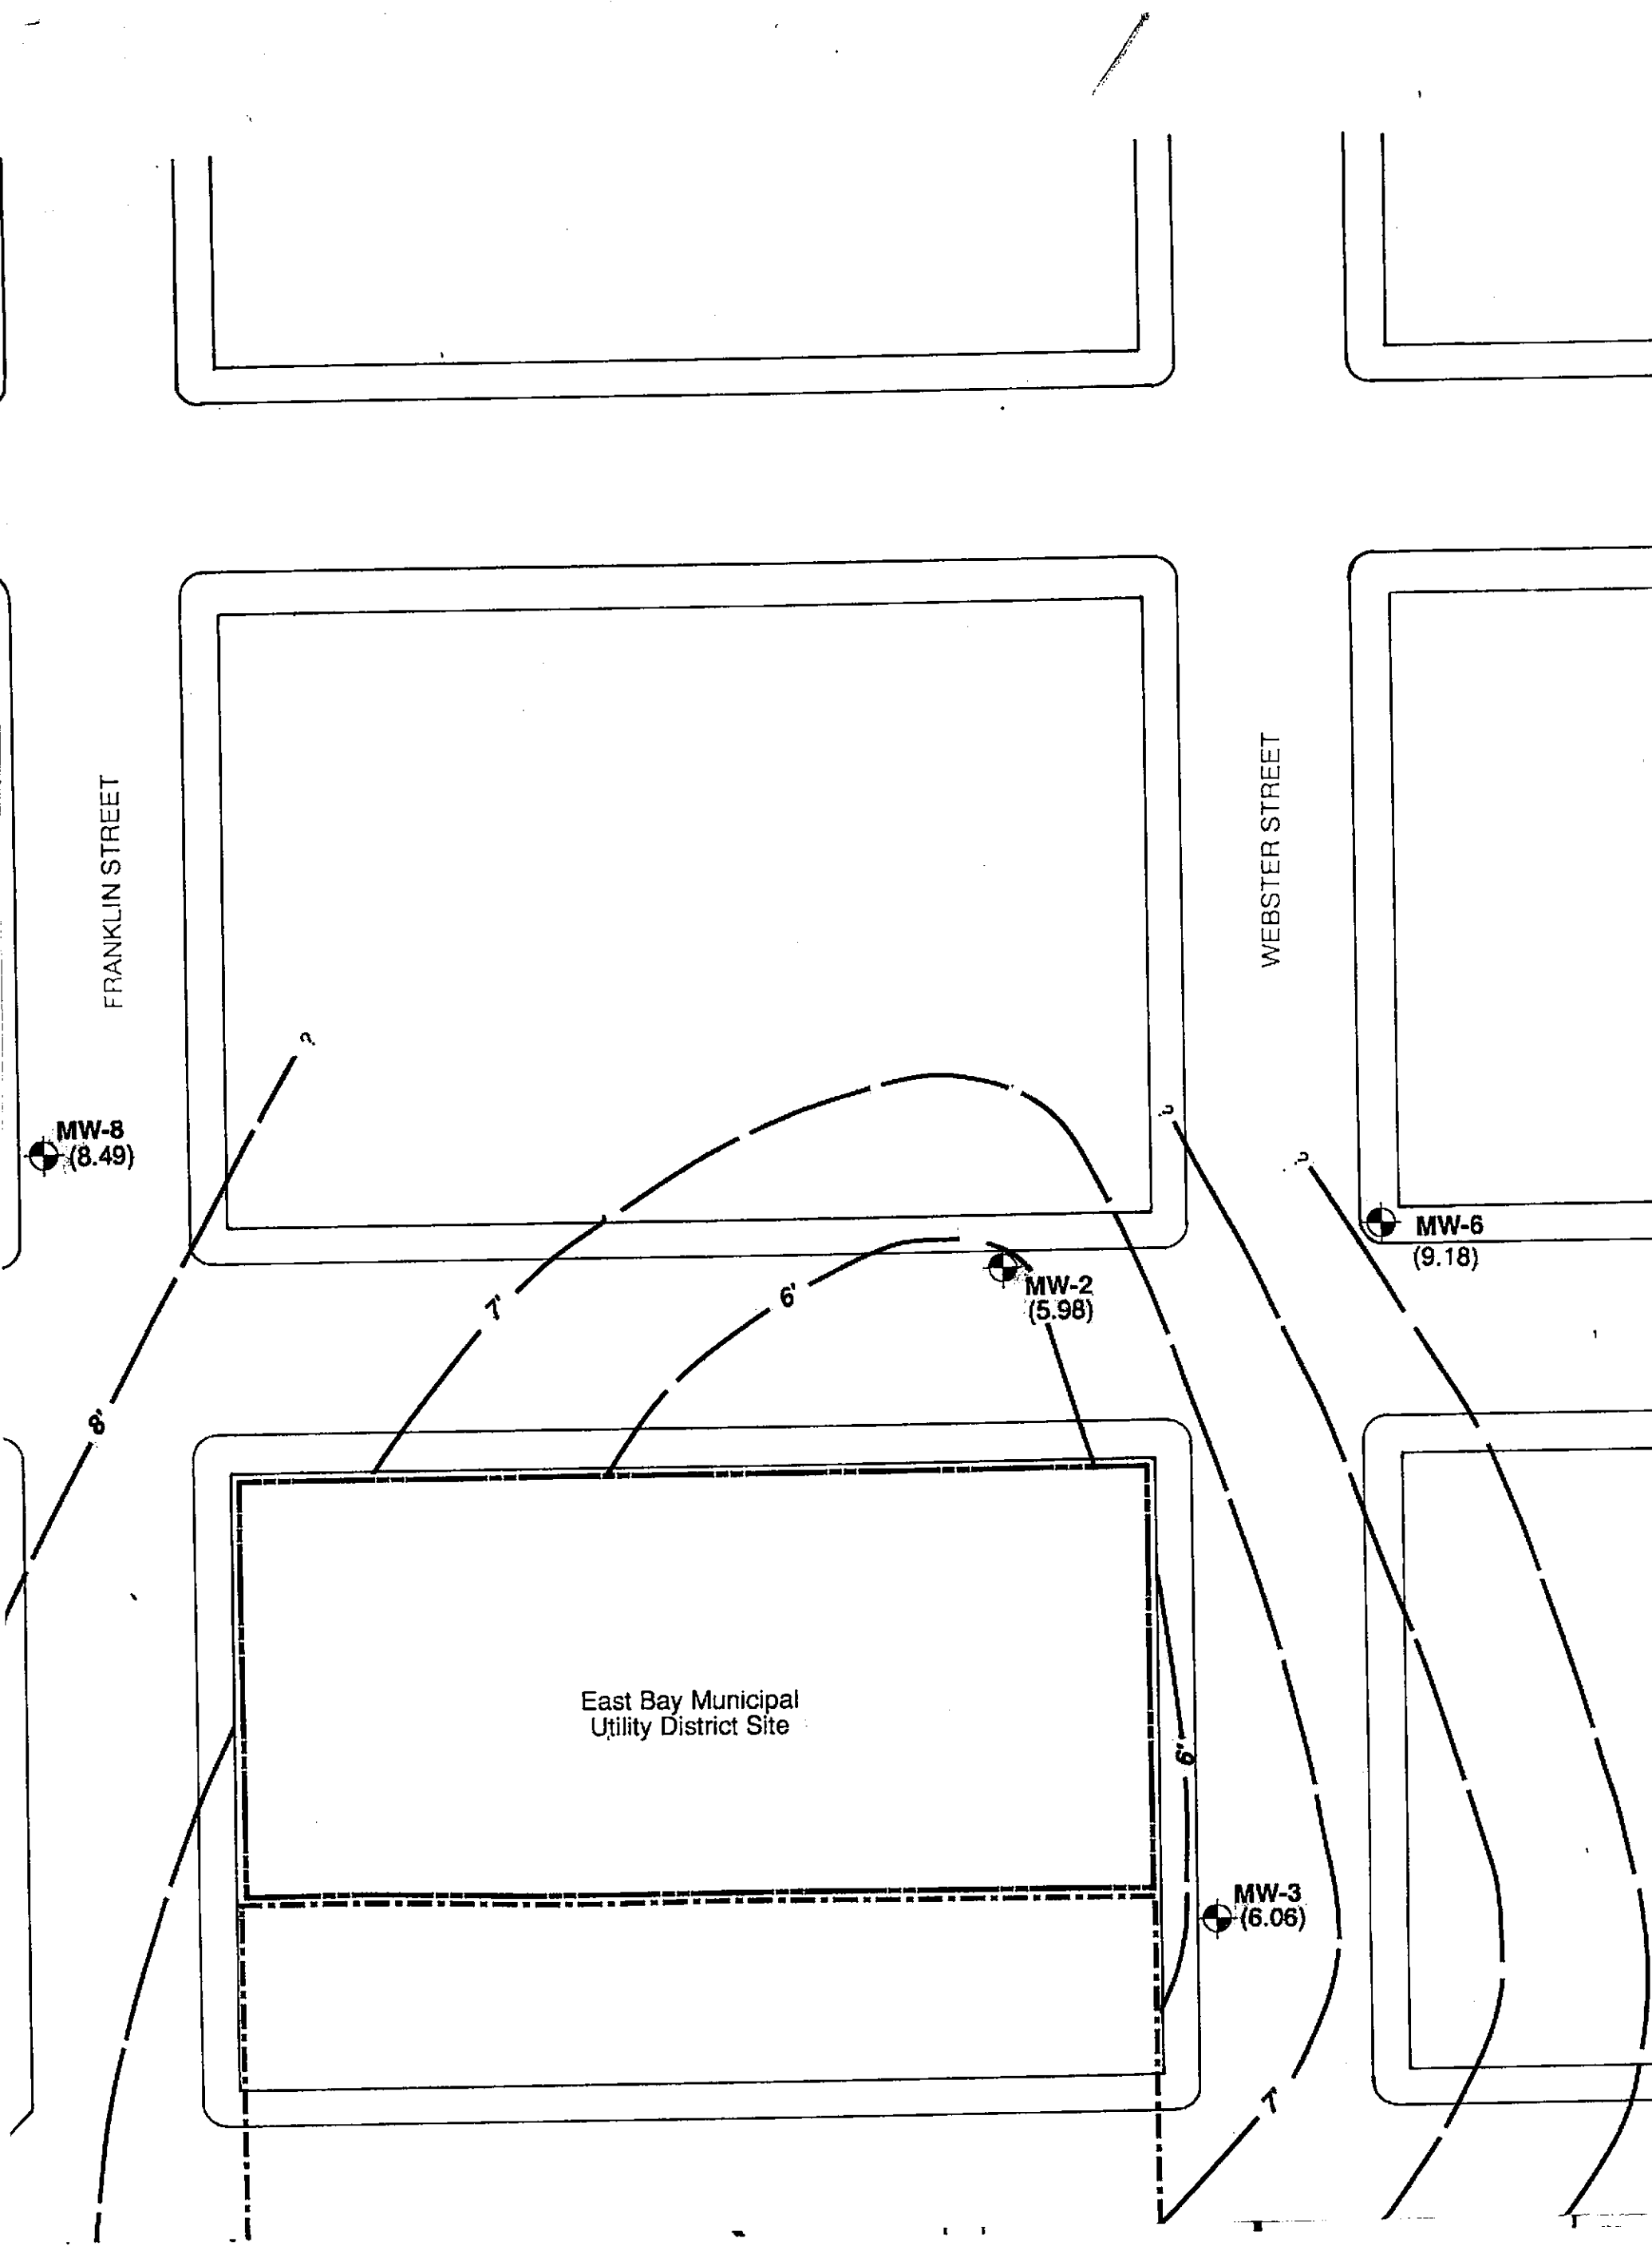 FRANKLIN STREET
WEBSTER STREET
?
?
?
MW-8
(8.49)
MW-6
(9.18)
MW-2
(5.98)
7'
6'
8'
East Bay Municipal
Utility District Site
6'
MW-3
(6.06)
7'